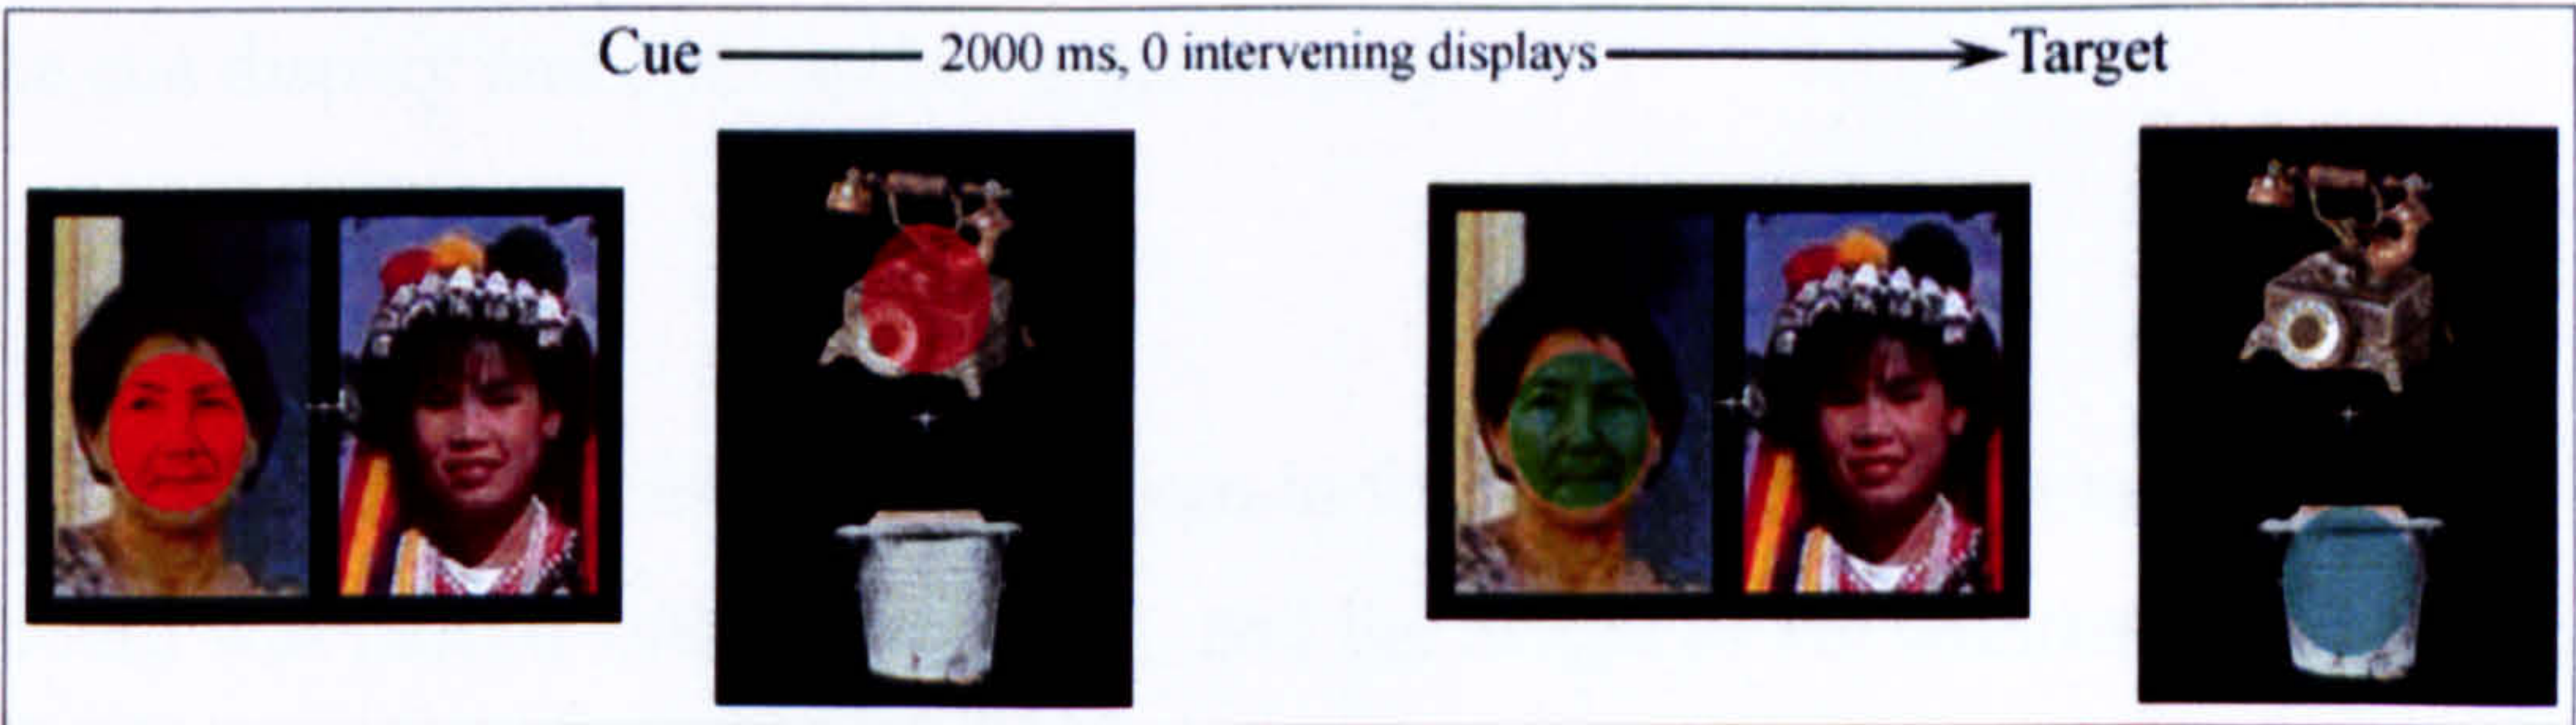 Cue 2000 ms, 0 intervening displays Target